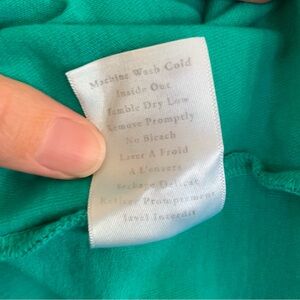 Machine Wash Cold
Inside Out
Tumble Dry Low
Remove Promptly
No Bleach
Laver A Froid
A L'envers
Sechage Delicat
Retirer Promptement
Javel Interdit